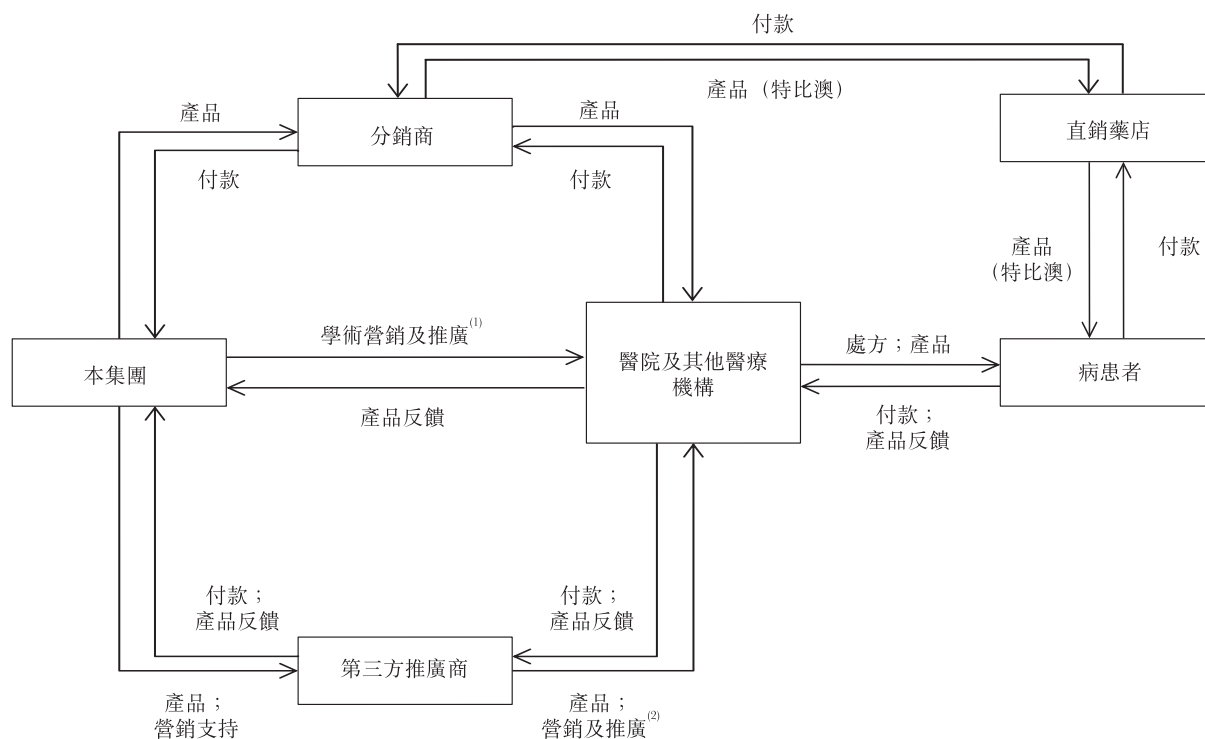 付款
產品（特比澳）
產品
分銷商
產品
直銷藥店
付款
付款
產品
（特比澳）
付款
學術營銷及推廣(1)
醫院及其他醫療
機構
處方；產品
本集團
病患者
產品反饋
付款；
產品反饋
付款；
產品反饋
付款；
產品反饋
第三方推廣商
產品；
營銷支持
產品；
營銷及推廣(2)